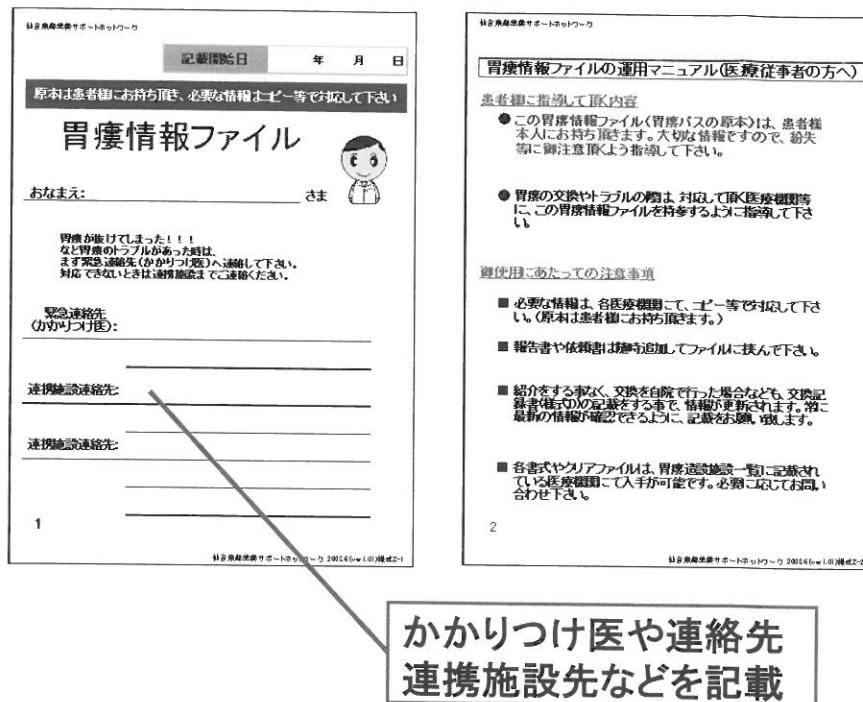 仙台東部栄養サポートネットワーク
記載開始日 年 月 日
原本は患者様にお持ち頂き、必要な情報はコピー等で対応して下さい
胃瘻情報ファイル
おなまえ: さま
胃瘻が抜けてしまった!!!
など胃瘻のトラブルがあった時は、
まず緊急連絡先(かかりつけ医)へ連絡して下さい。
対応できないときは連携施設までご連絡ください。
緊急連絡先
(かかりつけ医):
連携施設連絡先:
連携施設連絡先:
1
胃瘻情報ファイルの運用マニュアル(医療従事者の方へ)
患者様に指導して頂く内容
●この胃瘻情報ファイル(胃瘻パスの原本)は、患者様
本人にお持ち頂きます。大切な情報ですので、紛失
等に御注意頂くよう指導して下さい。
●胃瘻の交換やトラブルの際は、対応して頂く医療機関等
に、この胃瘻情報ファイルを持参するように指導して下さ
い。
御使用にあたっての注意事項
■必要な情報は、各医療機関にて、コピー等で対応して下さ
い。(原本は患者様にお持ち頂きます。)
■報告書や依頼書は随時追加してファイルに挟んで下さい。
■紹介をする事なく、交換を自院で行った場合なども、交換記
録書(様式D)の記載をする事で、情報が更新されます。常に
最新の情報が確認できるように、記載をお願い致します。
■各書式やクリアファイルは、胃瘻造設施設一覧に記載され
ている医療機関にて入手が可能です。必要に応じてお問い
合わせ下さい。
2
かかりつけ医や連絡先
連携施設先などを記載